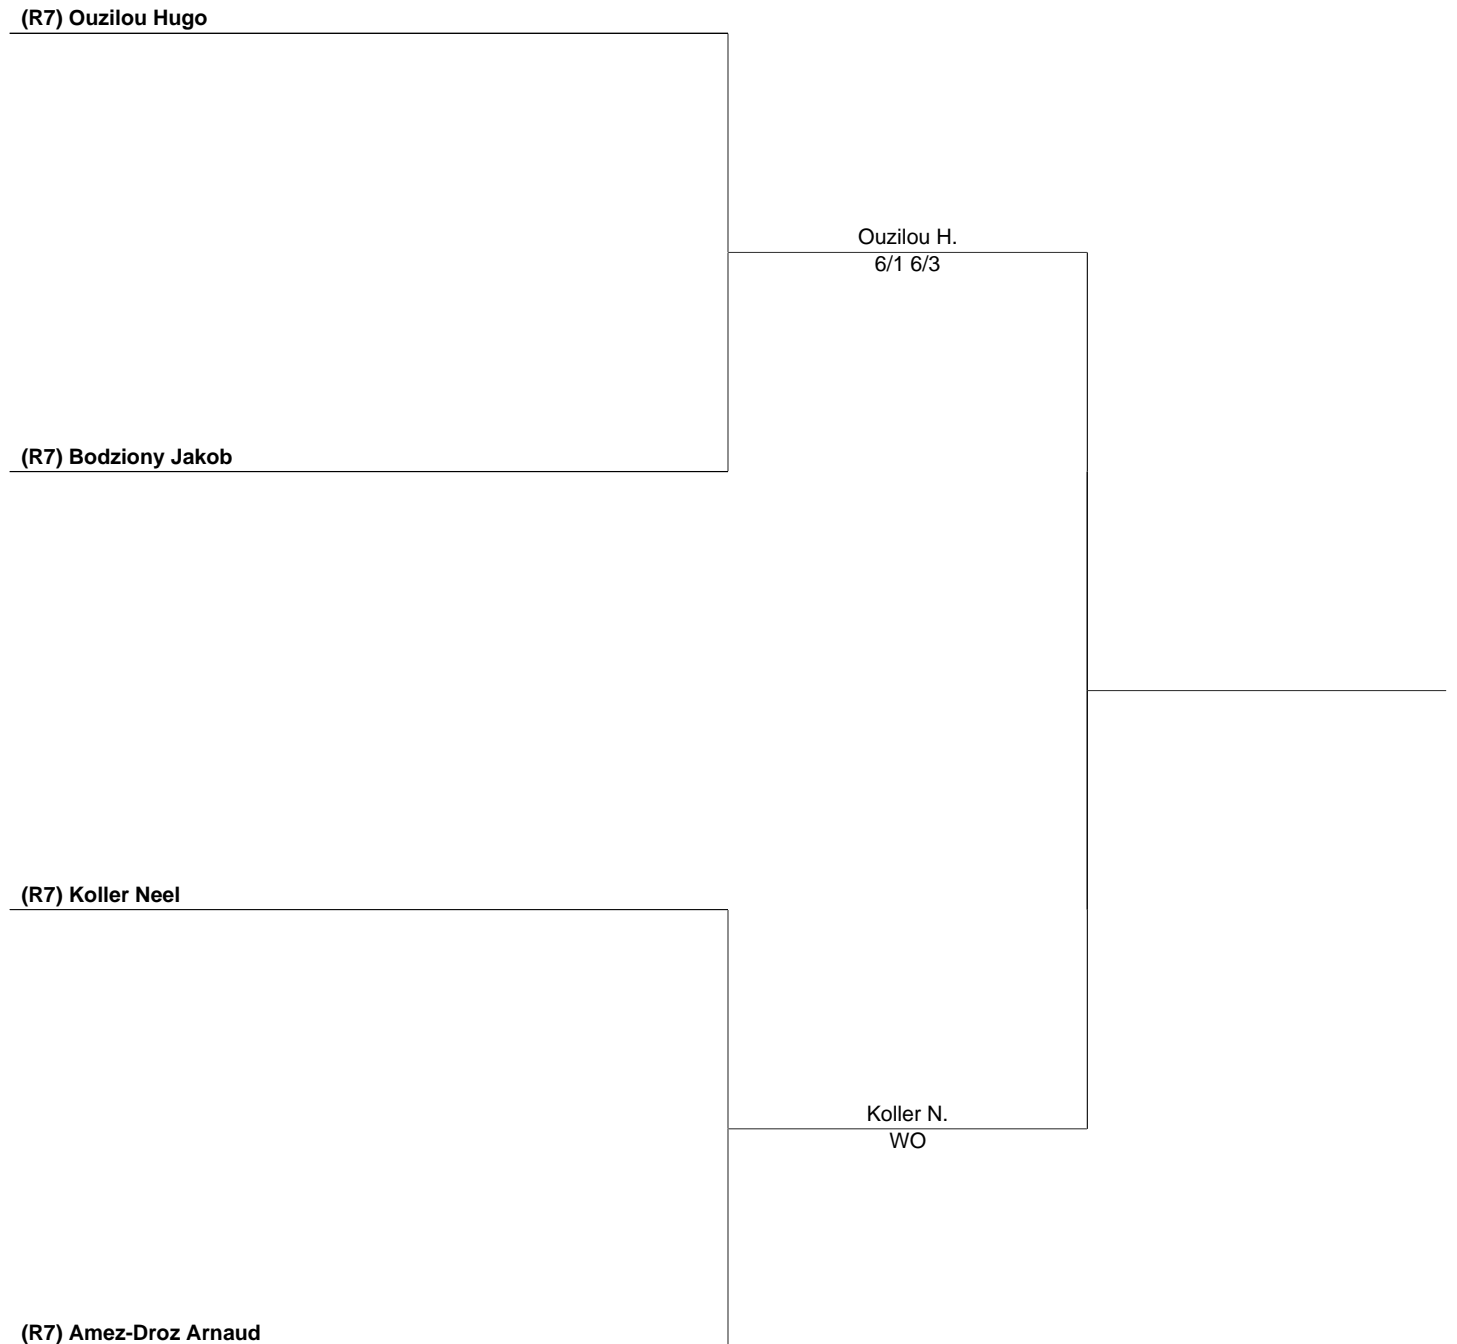 (R7) Ouzilou Hugo
Ouzilou H.
6/1 6/3
(R7) Bodziony Jakob
(R7) Koller Neel
Koller N.
WO
(R7) Amez-Droz Arnaud